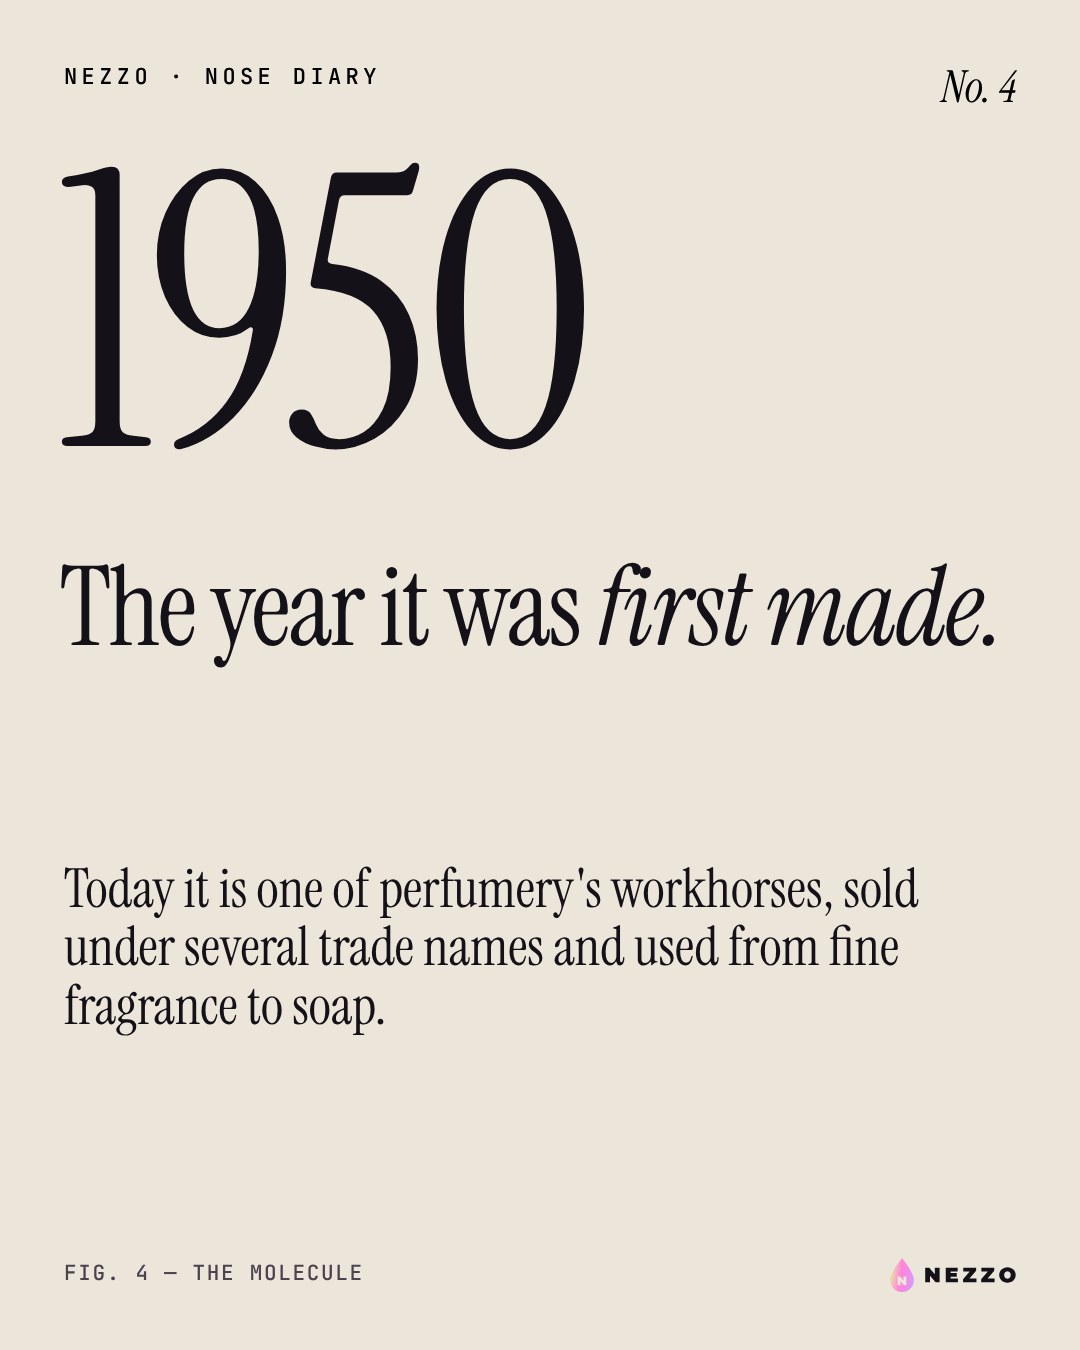 NEZZO · NOSE DIARY
No. 4
1950
The year it was first made.
Today it is one of perfumery's workhorses, sold
under several trade names and used from fine
fragrance to soap.
FIG. 4 — THE MOLECULE
N NEZZO